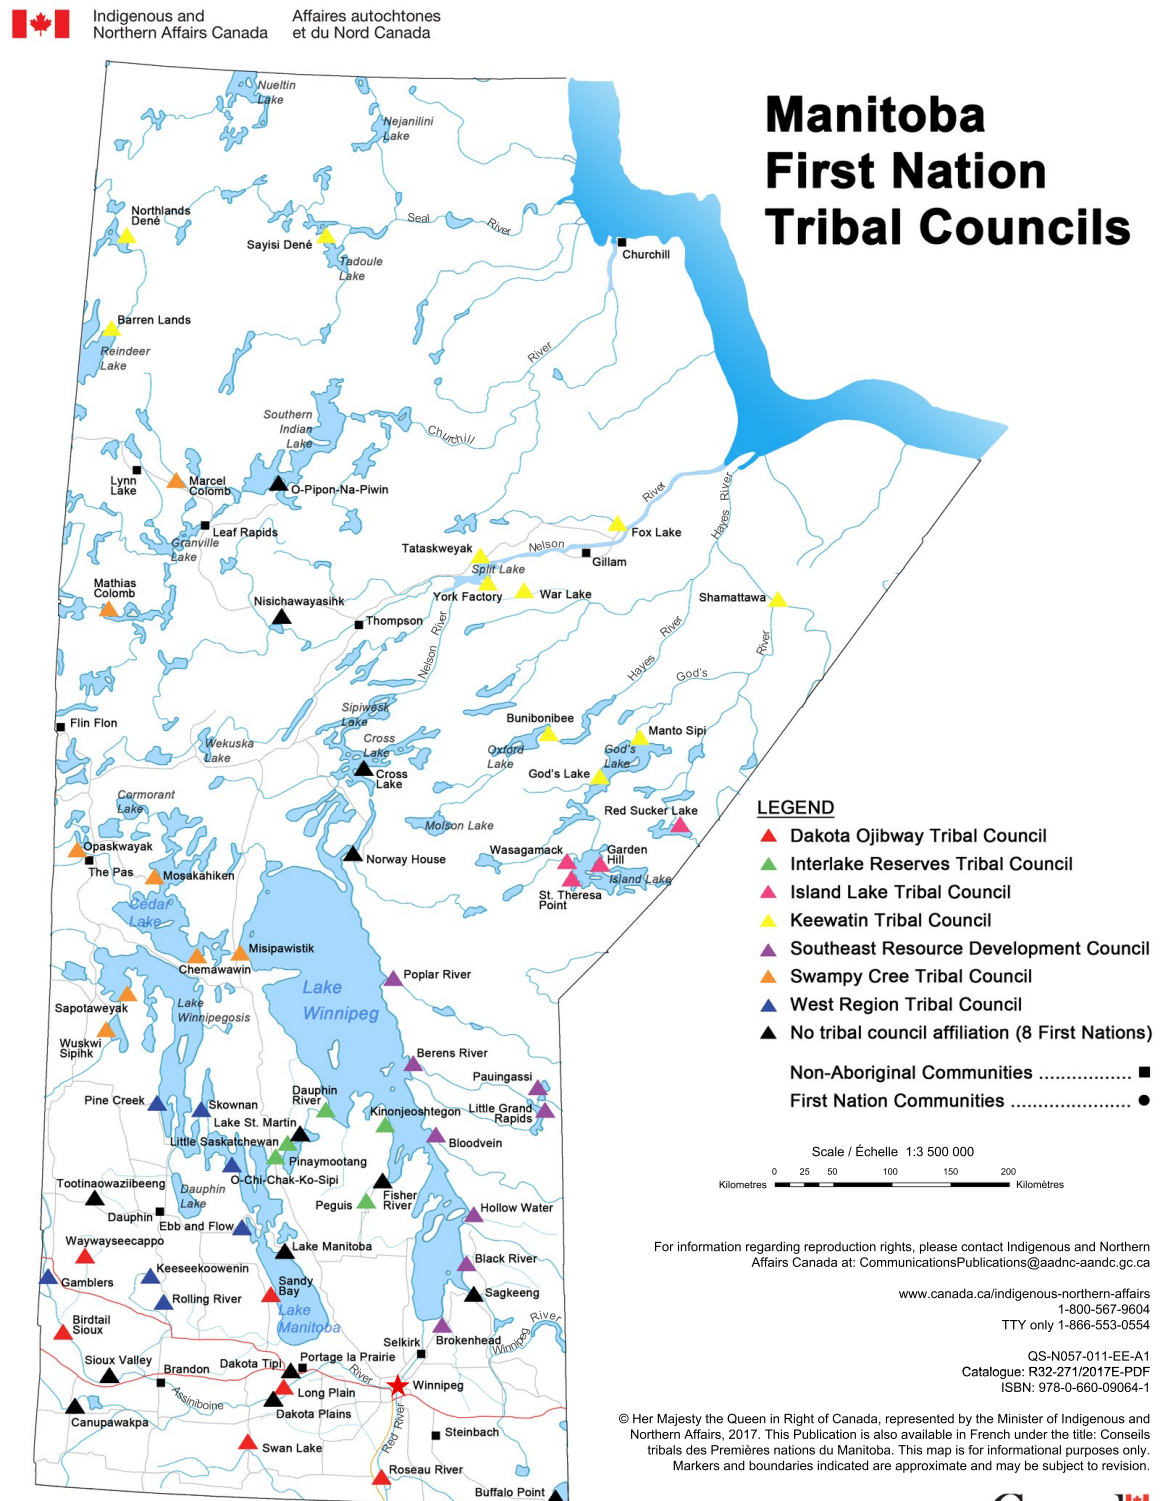 Indigenous and
Northern Affairs Canada
Affaires autochtones
et du Nord Canada
Manitoba
First Nation
Tribal Councils
Nueltin
Lake
Nejanilini
Lake
Northlands
Dené
Seal
River
Sayisi Dené
Tadoule
Lake
Churchill
Barren Lands
Reindeer
Lake
River
Southern
Indian
Lake
Churchill
Lynn
Lake
Marcel
Colomb
O-Pipon-Na-Piwin
River
Hayes River
Leaf Rapids
Granville
Lake
Fox Lake
Tataskweyak
Nelson
Gillam
Split Lake
Mathias
Colomb
York Factory
War Lake
Shamattawa
Nisichawayasihk
Thompson
Nelson River
River
Hayes
River
God's
Sipiwesk
Lake
Flin Flon
Bunibonibee
Manto Sipi
Wekuska
Lake
Cross
Lake
Oxford
Lake
God's
Lake
Cross
Lake
God's Lake
Cormorant
Lake
Red Sucker Lake
Molson Lake
Opaskwayak
The Pas
Norway House
Wasagamack
Garden
Hill
Island Lake
Mosakahiken
St. Theresa
Point
Cedar
Lake
Misipawistik
Chemawawin
Poplar River
Lake
Winnipeg
Sapotaweyak
Lake
Winnipegosis
Wuskwi
Sipihk
Berens River
Pauingassi
Dauphin
River
Pine Creek
Skownan
Kinonjeoshtegon
Little Grand
Rapids
Lake St. Martin
Little Saskatchewan
Bloodvein
Pinaymootang
O-Chi-Chak-Ko-Sipi
Tootinaowaziibeeng
Dauphin
Lake
Peguis
Fisher
River
Hollow Water
Dauphin
Ebb and Flow
Waywayseecappo
Lake Manitoba
Black River
Keeseekoowenin
Gamblers
Sandy
Bay
Sagkeeng
Rolling River
Lake
Manitoba
Birdtail
Sioux
Brokenhead
Winnipeg
River
Selkirk
Sioux Valley
Brandon
Dakota Tipi
Portage la Prairie
River
Winnipeg
Long Plain
Assiniboine
Dakota Plains
Canupawakpa
Red River
Swan Lake
Steinbach
Roseau River
Buffalo Point
LEGEND
Dakota Ojibway Tribal Council
Interlake Reserves Tribal Council
Island Lake Tribal Council
Keewatin Tribal Council
Southeast Resource Development Council
Swampy Cree Tribal Council
West Region Tribal Council
No tribal council affiliation (8 First Nations)
Non-Aboriginal Communities ................
First Nation Communities .....................
Scale / Échelle 1:3 500 000
0 25 50 100 150 200
Kilometres
Kilomètres
For information regarding reproduction rights, please contact Indigenous and Northern
Affairs Canada at: CommunicationsPublications@aadnc-aandc.gc.ca
www.canada.ca/indigenous-northern-affairs
1-800-567-9604
TTY only 1-866-553-0554
QS-N057-011-EE-A1
Catalogue: R32-271/2017E-PDF
ISBN: 978-0-660-09064-1
© Her Majesty the Queen in Right of Canada, represented by the Minister of Indigenous and
Northern Affairs, 2017. This Publication is also available in French under the title: Conseils
tribals des Premières nations du Manitoba. This map is for informational purposes only.
Markers and boundaries indicated are approximate and may be subject to revision.